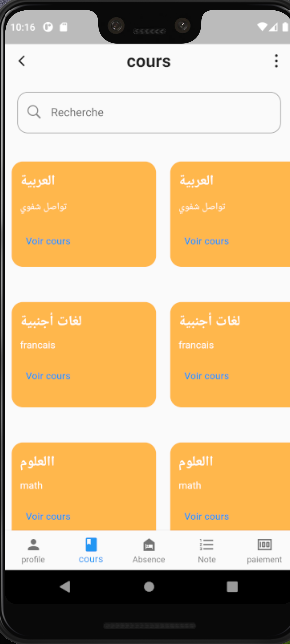 10:16
cours
Recherche
العربية
تواصل شفوي
Voir cours
العربية
تواصل شفوي
Voir cours
لغات أجنبية
francais
Voir cours
لغات أجنبية
francais
Voir cours
االعلوم
math
Voir cours
االعلوم
math
Voir cours
profile
cours
Absence
Note
paiement